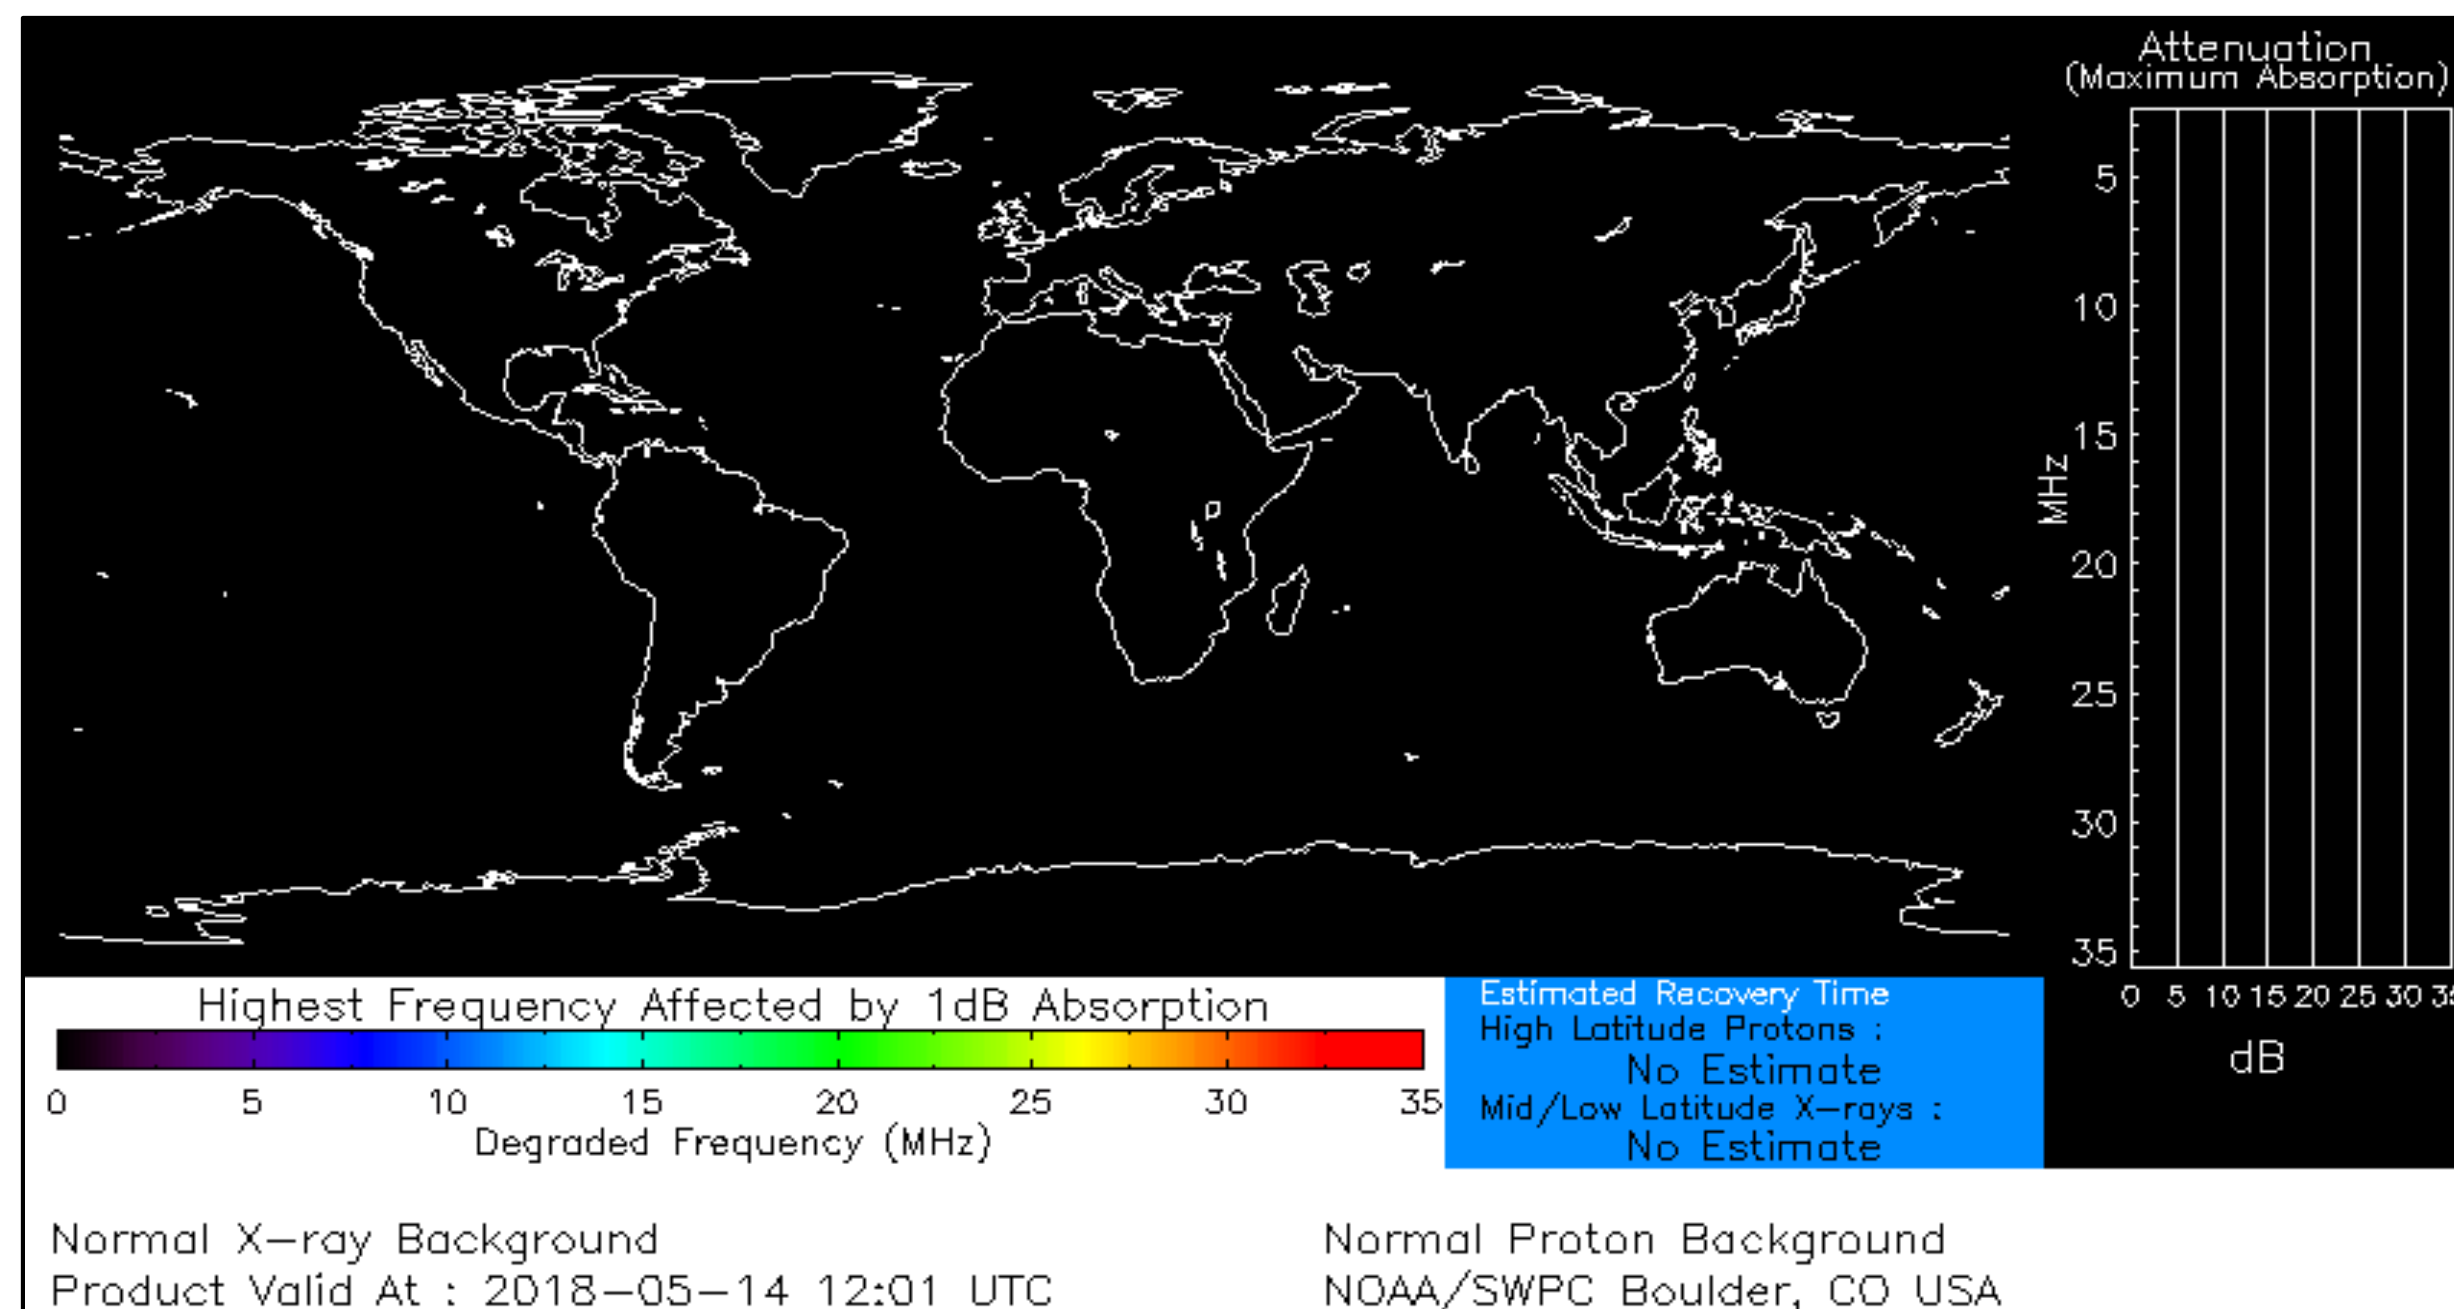 Attenuation
(Maximum Absorption)
5
10
15
20
25
30
35
MHz
0 5 10 15 20 25 30
dB
Highest Frequency Affected by 1dB Absorption
0 5 10 15 20 25 30 35
Degraded Frequency (MHz)
Estimated Recovery Time
High Latitude Protons :
No Estimate
Mid/Low Latitude X-rays :
No Estimate
Normal X-ray Background
Normal Proton Background
Product Valid At : 2018-05-14 12:01 UTC
NOAA/SWPC Boulder, CO USA